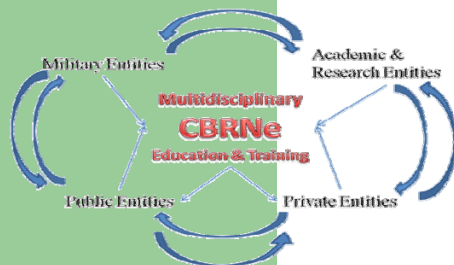 Military Entities
Academic &
Research Entities
Multidisciplinary
CBRNe
Education & Training
Public Entities
Private Entities